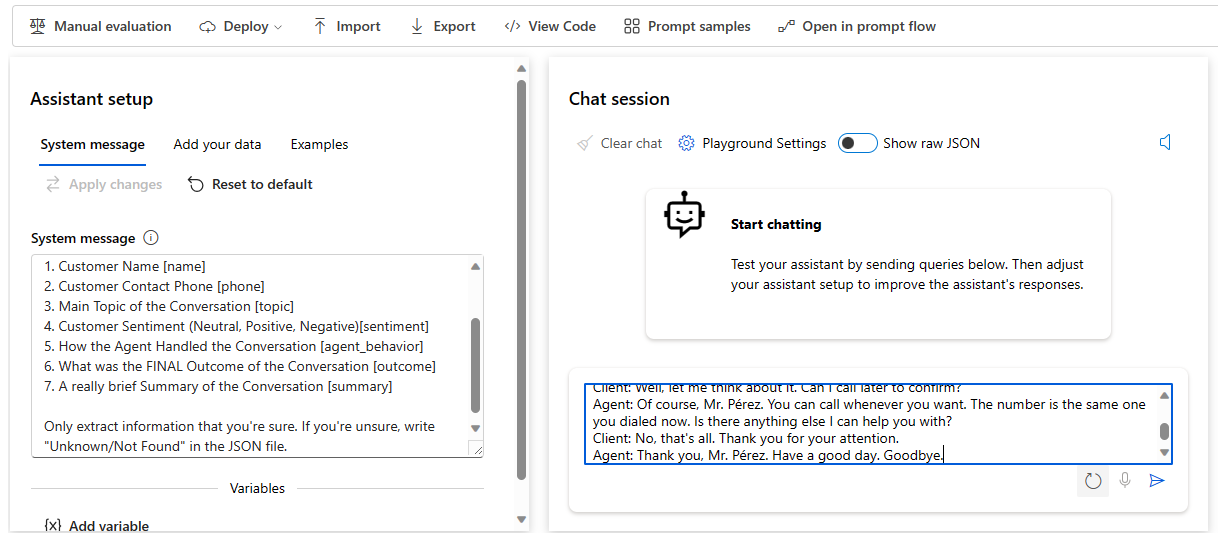 Manual evaluation Deploy Import Export View Code Prompt samples Open in prompt flow
Assistant setup
System message Add your data Examples
Apply changes Reset to default
System message
1. Customer Name [name]
2. Customer Contact Phone [phone]
3. Main Topic of the Conversation [topic]
4. Customer Sentiment (Neutral, Positive, Negative)[sentiment]
5. How the Agent Handled the Conversation [agent_behavior]
6. What was the FINAL Outcome of the Conversation [outcome]
7. A really brief Summary of the Conversation [summary]
Only extract information that you're sure. If you're unsure, write
"Unknown/Not Found" in the JSON file.
Variables
{x} Add variable
Chat session
Clear chat Playground Settings Show raw JSON
Start chatting
Test your assistant by sending queries below. Then adjust
your assistant setup to improve the assistant's responses.
Client: Well, let me think about it. Can I call later to confirm?
Agent: Of course, Mr. Pérez. You can call whenever you want. The number is the same one
you dialed now. Is there anything else I can help you with?
Client: No, that's all. Thank you for your attention.
Agent: Thank you, Mr. Pérez. Have a good day. Goodbye.